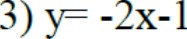 3) y= -2x-1